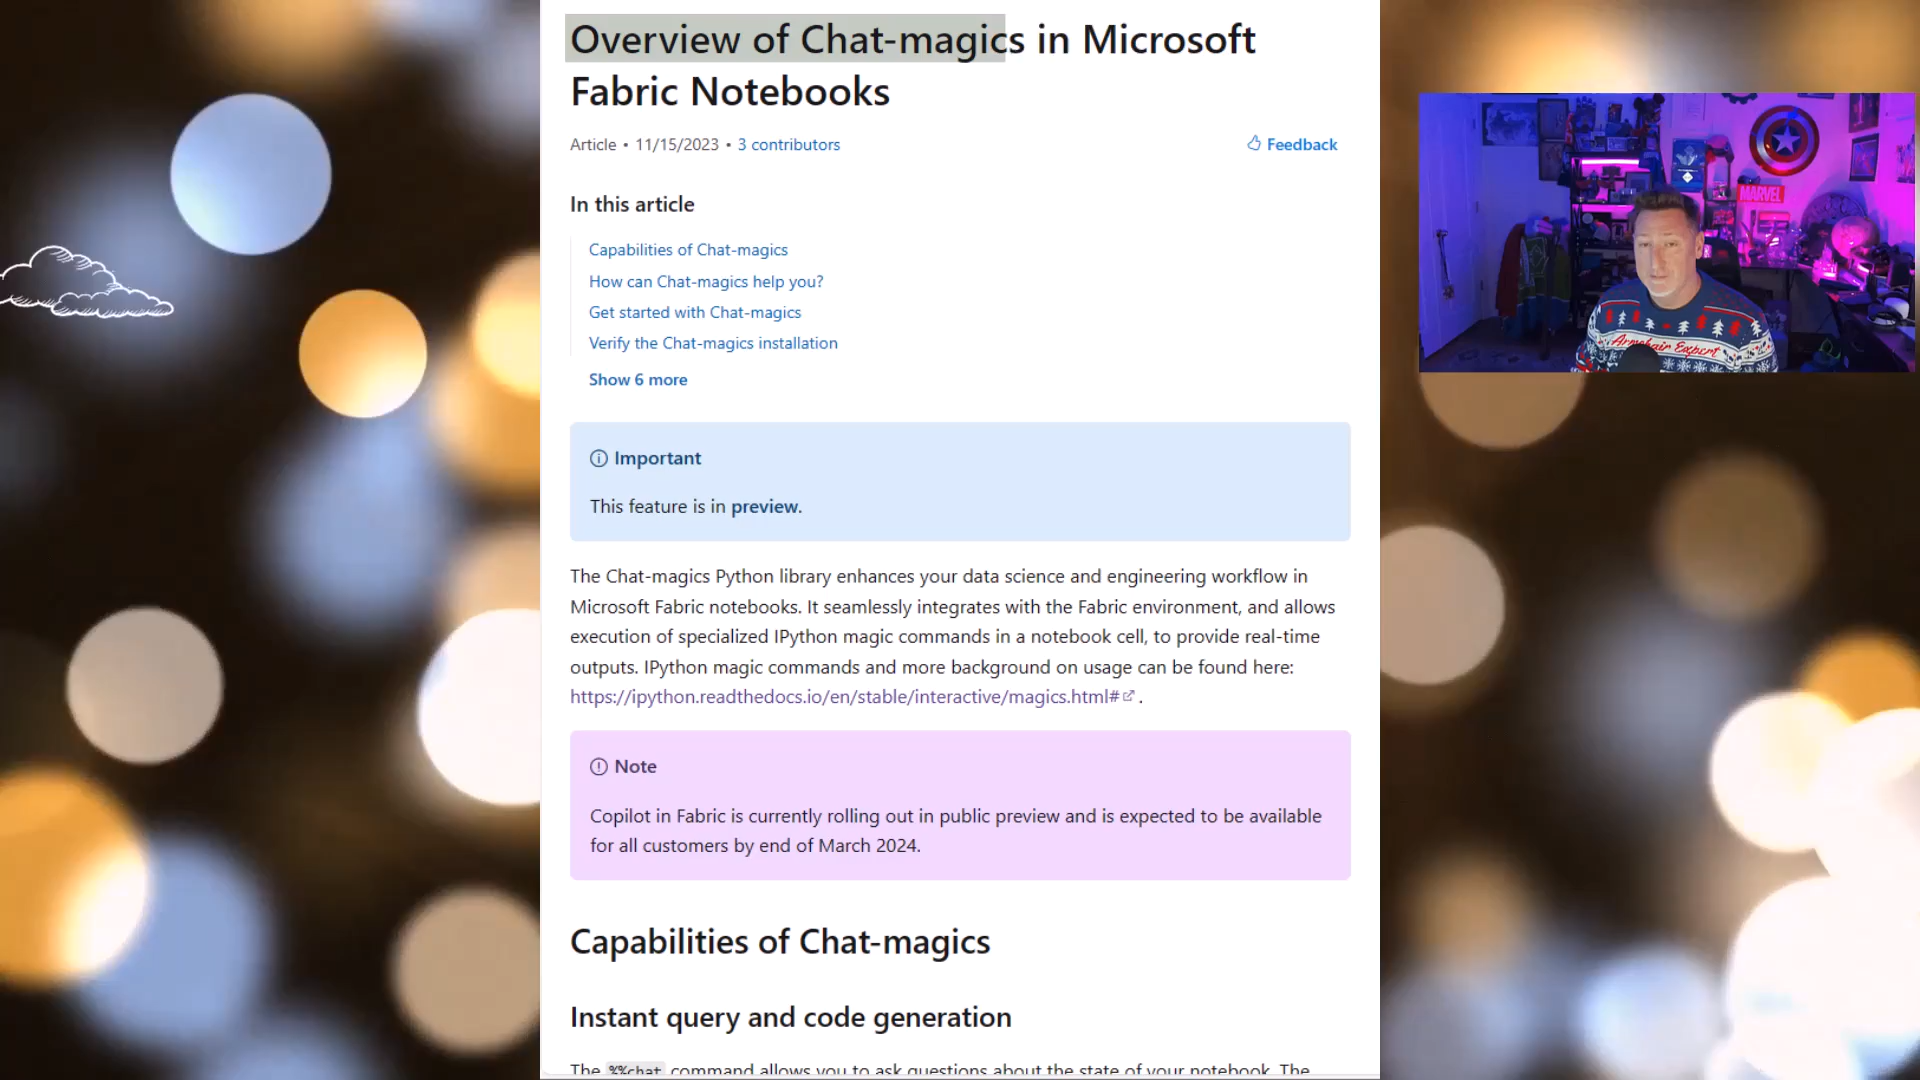 Overview of Chat-magics in Microsoft
Fabric Notebooks
Article • 11/15/2023 • 3 contributors
Feedback
In this article
Capabilities of Chat-magics
How can Chat-magics help you?
Get started with Chat-magics
Verify the Chat-magics installation
Show 6 more
Important
This feature is in preview.
The Chat-magics Python library enhances your data science and engineering workflow in
Microsoft Fabric notebooks. It seamlessly integrates with the Fabric environment, and allows
execution of specialized IPython magic commands in a notebook cell, to provide real-time
outputs. IPython magic commands and more background on usage can be found here:
https://ipython.readthedocs.io/en/stable/interactive/magics.html# .
Note
Copilot in Fabric is currently rolling out in public preview and is expected to be available
for all customers by end of March 2024.
Capabilities of Chat-magics
Instant query and code generation
The %%chat command allows you to ask questions about the state of your notebook. The
MARVEL
Armchair Expert